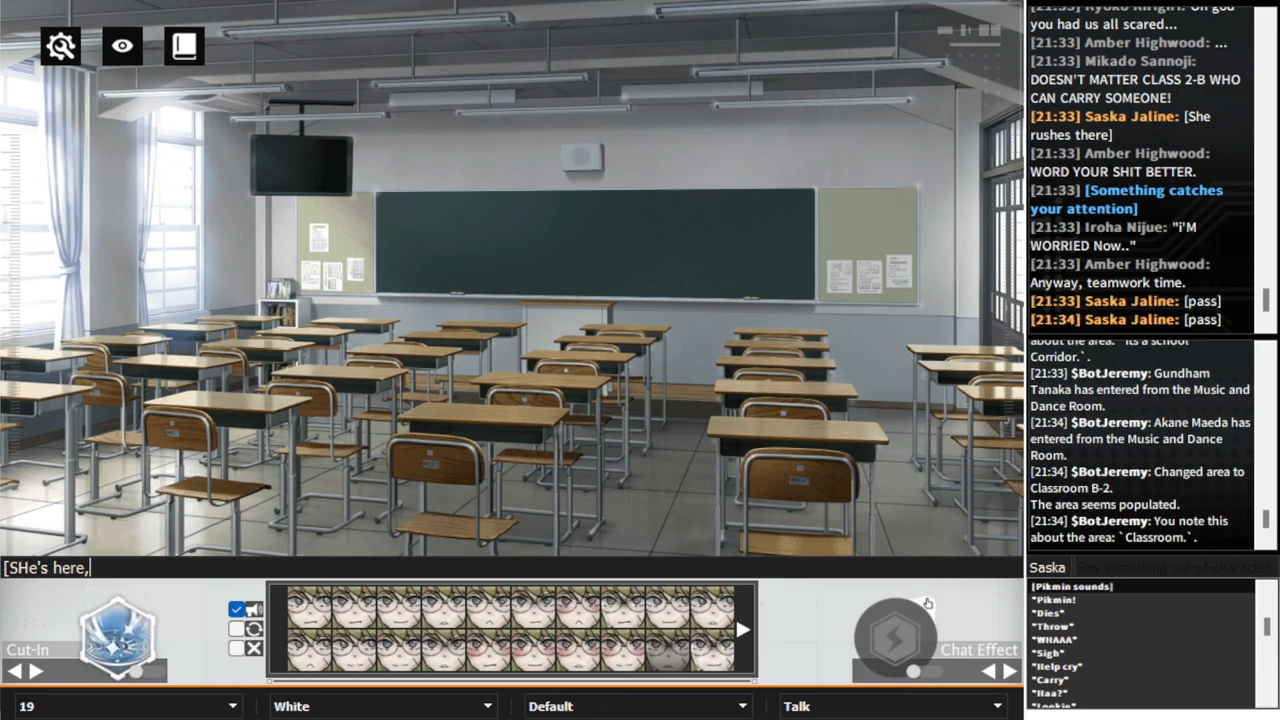 you had us all scared...
[21:33] Amber Highwood: ...
[21:33] Mikado Sannoji:
DOESN'T MATTER CLASS 2-B WHO
CAN CARRY SOMEONE!
[21:33] Saska Jaline: [She
rushes there]
[21:33] Amber Highwood:
WORD YOUR SHIT BETTER.
[21:33] [Something catches
your attention]
[21:33] Iroha Nijue: "i'M
WORRIED Now.."
[21:33] Amber Highwood:
Anyway, teamwork time.
[21:33] Saska Jaline: [pass]
[21:34] Saska Jaline: [pass]
about the area: `Its a school
Corridor.`.
[21:33] $BotJeremy: Gundham
Tanaka has entered from the Music and
Dance Room.
[21:34] $BotJeremy: Akane Maeda has
entered from the Music and Dance
Room.
[21:34] $BotJeremy: Changed area to
Classroom B-2.
The area seems populated.
[21:34] $BotJeremy: You note this
about the area: `Classroom.`.
[SHe's here,
Saska
Say something out-of-character...
[Pikmin sounds]
"Pikmin!
"Dies"
"Throw"
"WHAAA"
"Sigh"
"Help cry"
"Carry"
"Haa?"
Cut-In
Chat Effect
19
White
Default
Talk